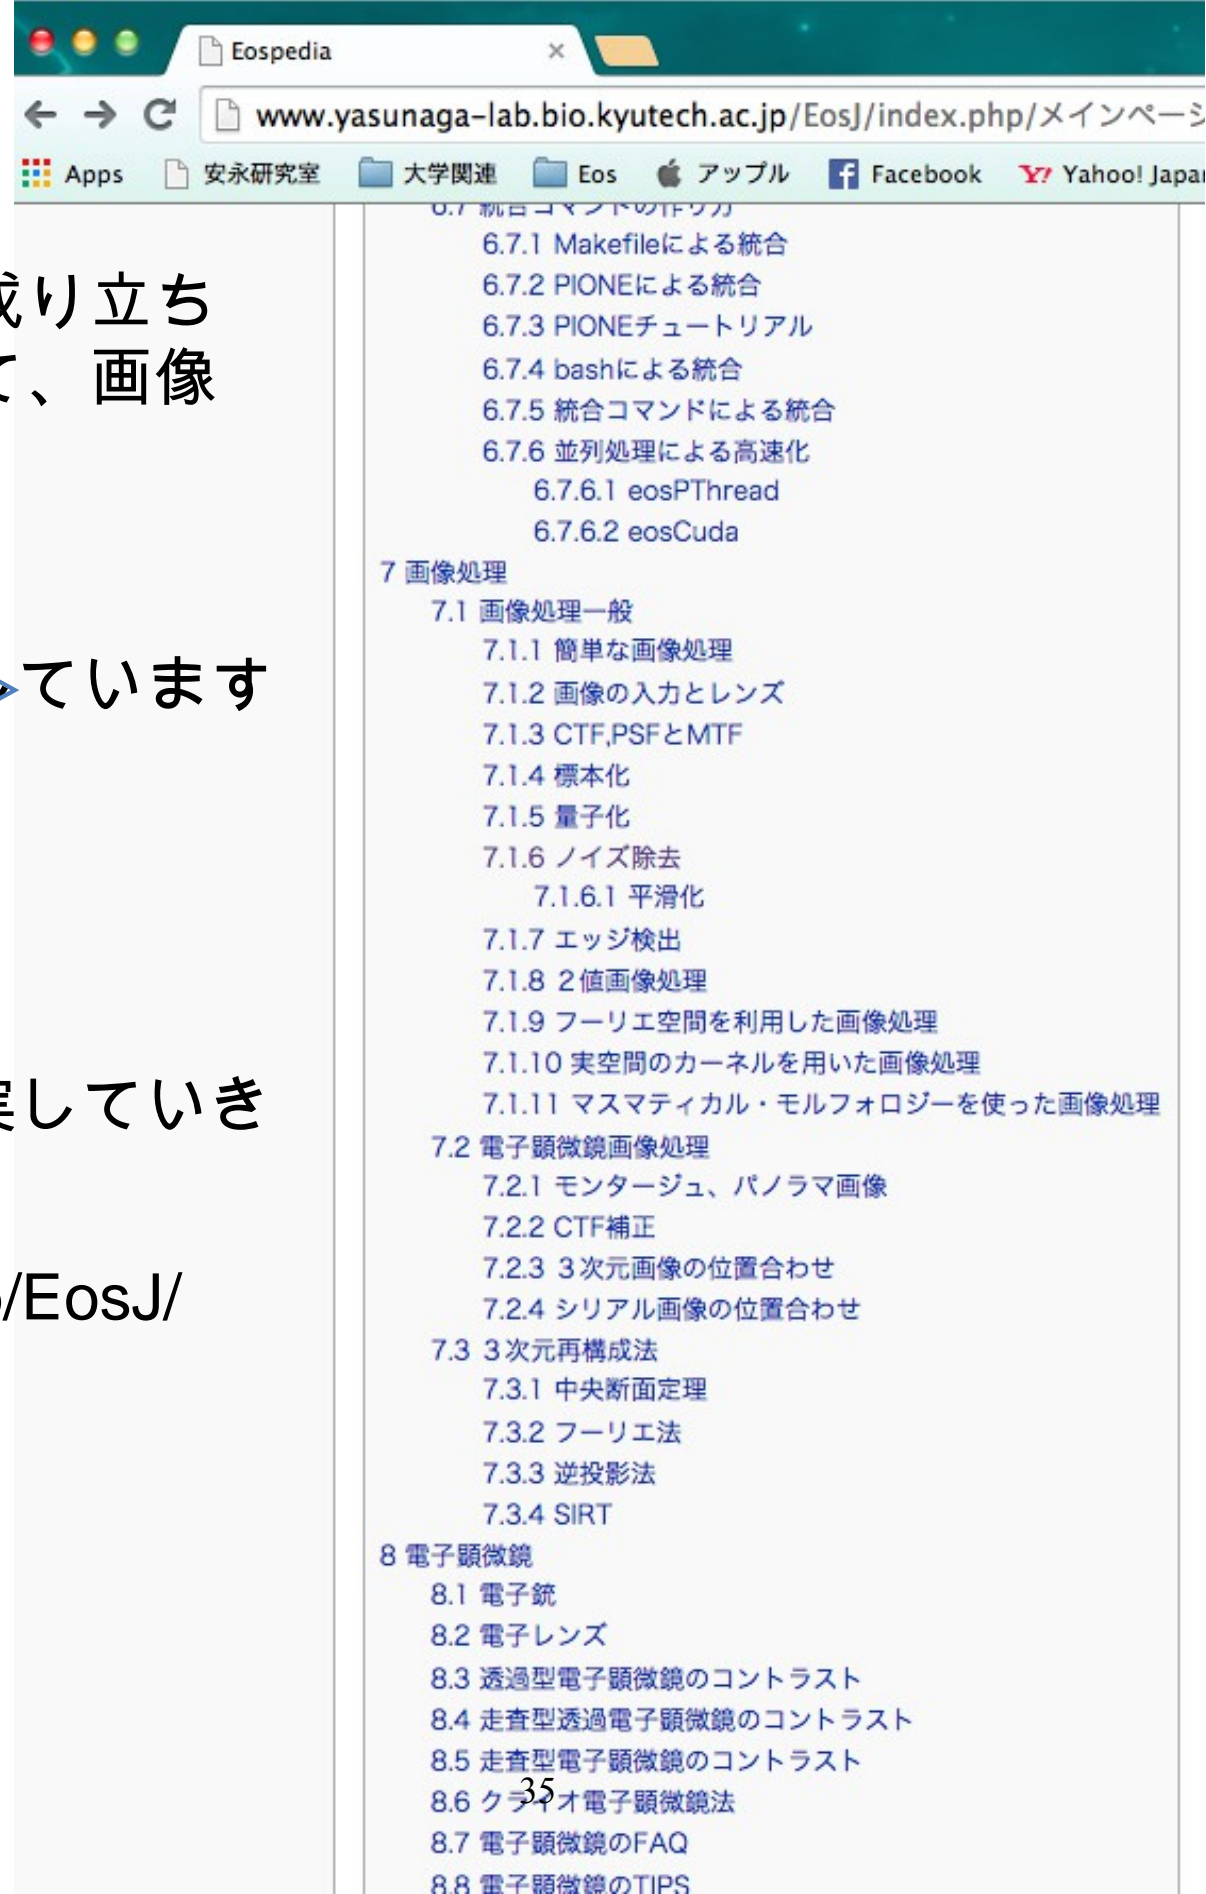 Eospedia
www.yasunaga-lab.bio.kyutech.ac.jp/EosJ/index.php/メインページ
Apps 安永研究室 大学関連 Eos アップル Facebook Yahoo! Japan
り立ち
、画像
ています
していき
/EosJ/
6.7 統合コマンドの作り方
6.7.1 Makefileによる統合
6.7.2 PIONEによる統合
6.7.3 PIONEチュートリアル
6.7.4 bashによる統合
6.7.5 統合コマンドによる統合
6.7.6 並列処理による高速化
6.7.6.1 eosPThread
6.7.6.2 eosCuda
7 画像処理
7.1 画像処理一般
7.1.1 簡単な画像処理
7.1.2 画像の入力とレンズ
7.1.3 CTF,PSFとMTF
7.1.4 標本化
7.1.5 量子化
7.1.6 ノイズ除去
7.1.6.1 平滑化
7.1.7 エッジ検出
7.1.8 ２値画像処理
7.1.9 フーリエ空間を利用した画像処理
7.1.10 実空間のカーネルを用いた画像処理
7.1.11 マスマティカル・モルフォロジーを使った画像処理
7.2 電子顕微鏡画像処理
7.2.1 モンタージュ、パノラマ画像
7.2.2 CTF補正
7.2.3 ３次元画像の位置合わせ
7.2.4 シリアル画像の位置合わせ
7.3 ３次元再構成法
7.3.1 中央断面定理
7.3.2 フーリエ法
7.3.3 逆投影法
7.3.4 SIRT
8 電子顕微鏡
8.1 電子銃
8.2 電子レンズ
8.3 透過型電子顕微鏡のコントラスト
8.4 走査型透過電子顕微鏡のコントラスト
8.5 走査型電子顕微鏡のコントラスト
8.6 クライオ電子顕微鏡法
35
8.7 電子顕微鏡のFAQ
8.8 電子顕微鏡のTIPS